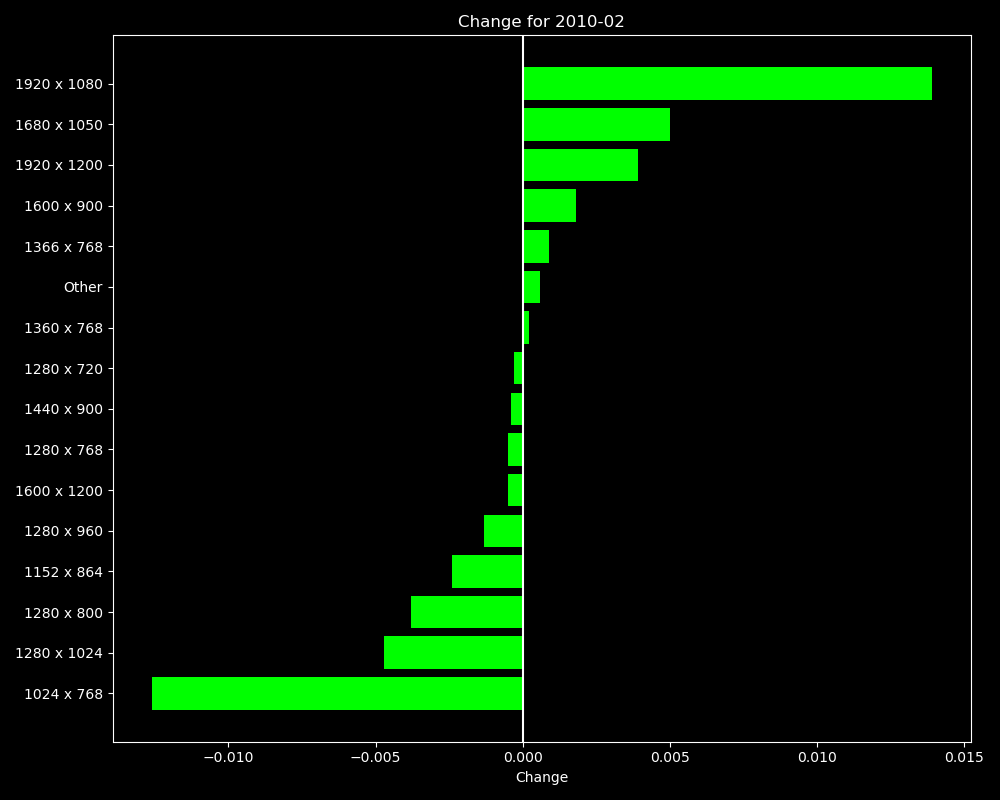 Change for 2010-02
1920 x 1080
1680 x 1050
1920 x 1200
1600 x 900
1366 x 768
Other
1360 x 768
1280 x 720
1440 x 900
1280 x 768
1600 x 1200
1280 x 960
1152 x 864
1280 x 800
1280 x 1024
1024 x 768
−0.010 −0.005 0.000 0.005 0.010 0.015
Change